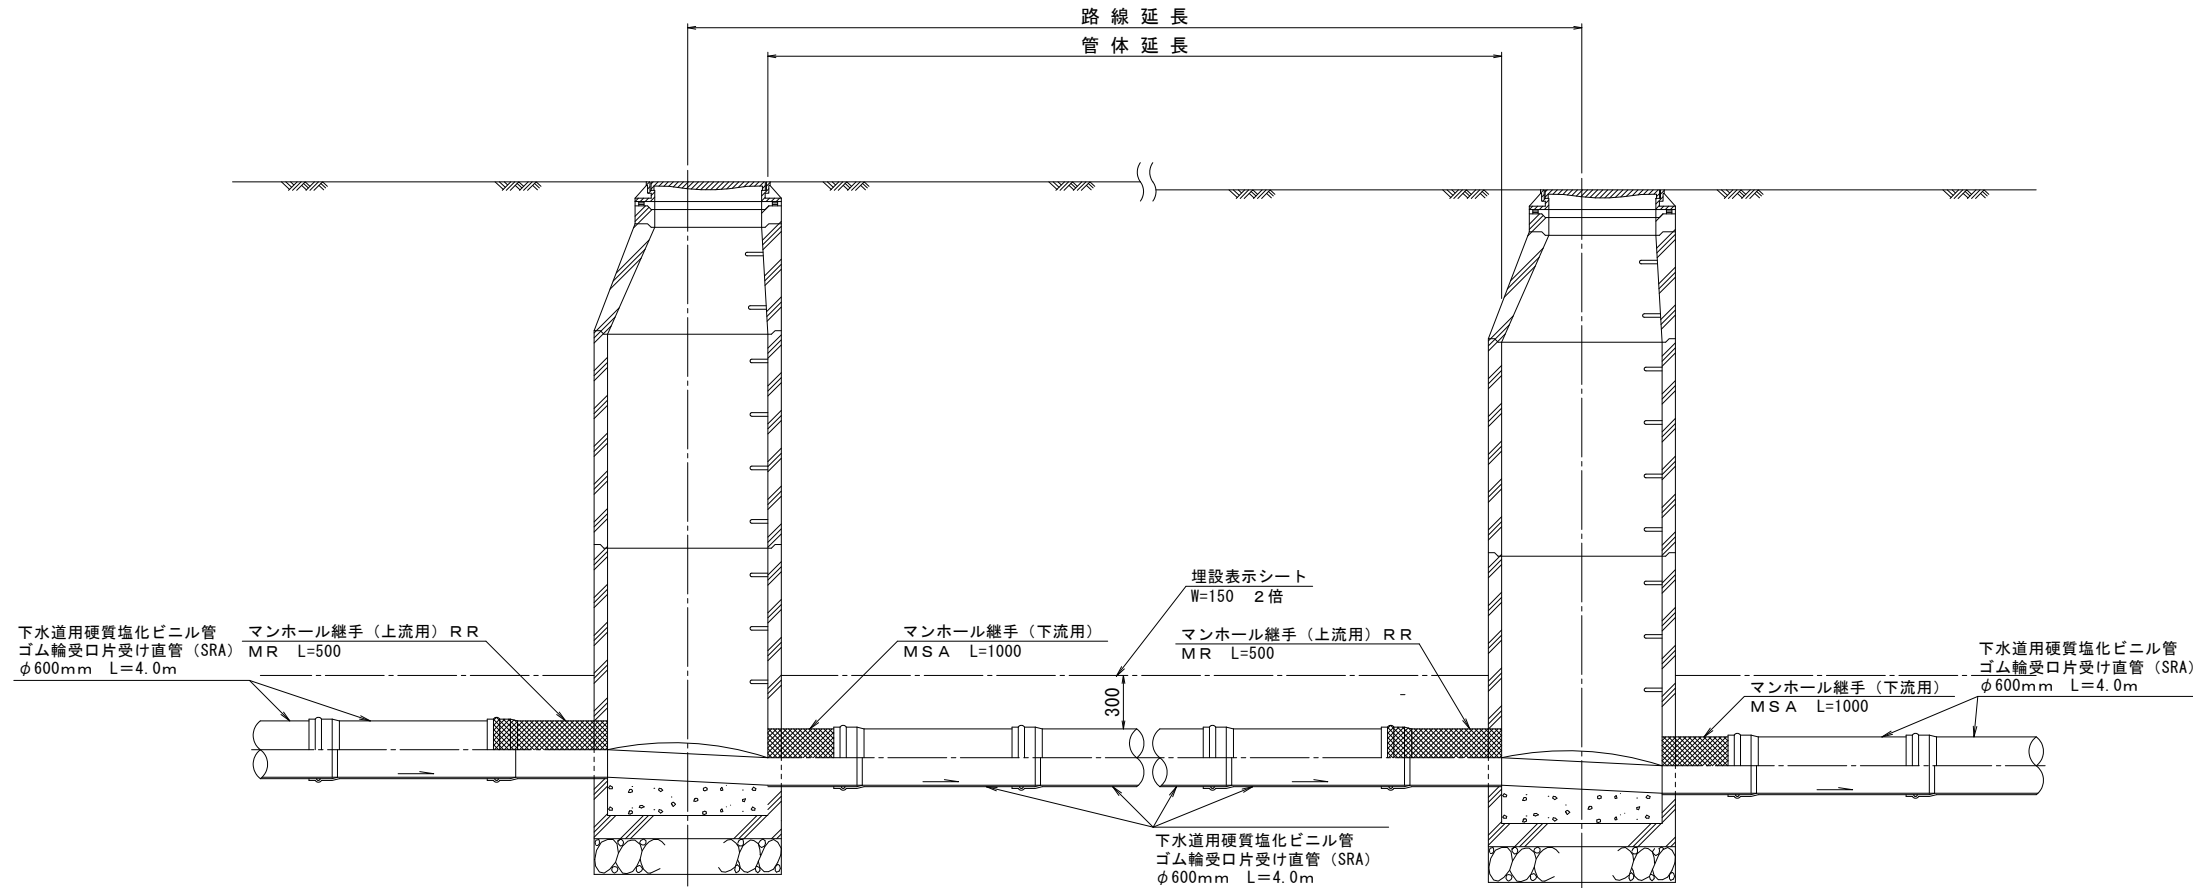 路線延長
管体延長
埋設表示シート
W=150 2倍
下水道用硬質塩化ビニル管
ゴム輪受口片受け直管（SRA）
φ600mm L=4.0m
マンホール継手（上流用）ＲＲ
ＭＲ L=500
マンホール継手（下流用）
ＭＳＡ L=1000
300
マンホール継手（上流用）ＲＲ
ＭＲ L=500
マンホール継手（下流用）
ＭＳＡ L=1000
下水道用硬質塩化ビニル管
ゴム輪受口片受け直管（SRA）
φ600mm L=4.0m
下水道用硬質塩化ビニル管
ゴム輪受口片受け直管（SRA）
φ600mm L=4.0m